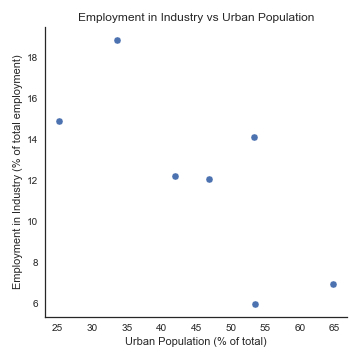 Employment in Industry vs Urban Population
Employment in Industry (% of total employment)
18
16
14
12
10
8
6
25 30 35 40 45 50 55 60 65
Urban Population (% of total)